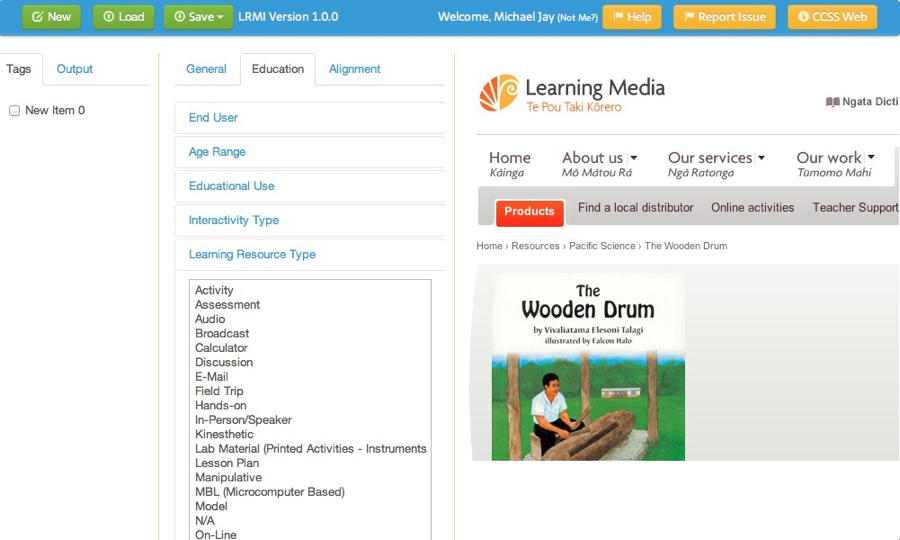 New Load Save LRMI Version 1.0.0 Welcome, Michael Jay (Not Me?) Help Report Issue CCSS Web
Tags Output
New Item 0
General Education Alignment
End User
Age Range
Educational Use
Interactivity Type
Learning Resource Type
Activity
Assessment
Audio
Broadcast
Calculator
Discussion
E-Mail
Field Trip
Hands-on
In-Person/Speaker
Kinesthetic
Lab Material (Printed Activities - Instruments
Lesson Plan
Manipulative
MBL (Microcomputer Based)
Model
N/A
On-Line
Learning Media
Te Pou Taki Kōrero
Ngata Dicti
Home About us Our services Our work
Kāinga Mō Mātou Rā Ngā Ratonga Tūmomo Mahi
Products Find a local distributor Online activities Teacher Support
Home › Resources › Pacific Science › The Wooden Drum
The
Wooden Drum
by Vivaliatama Elesoni Talagi
illustrated by Falcon Halo